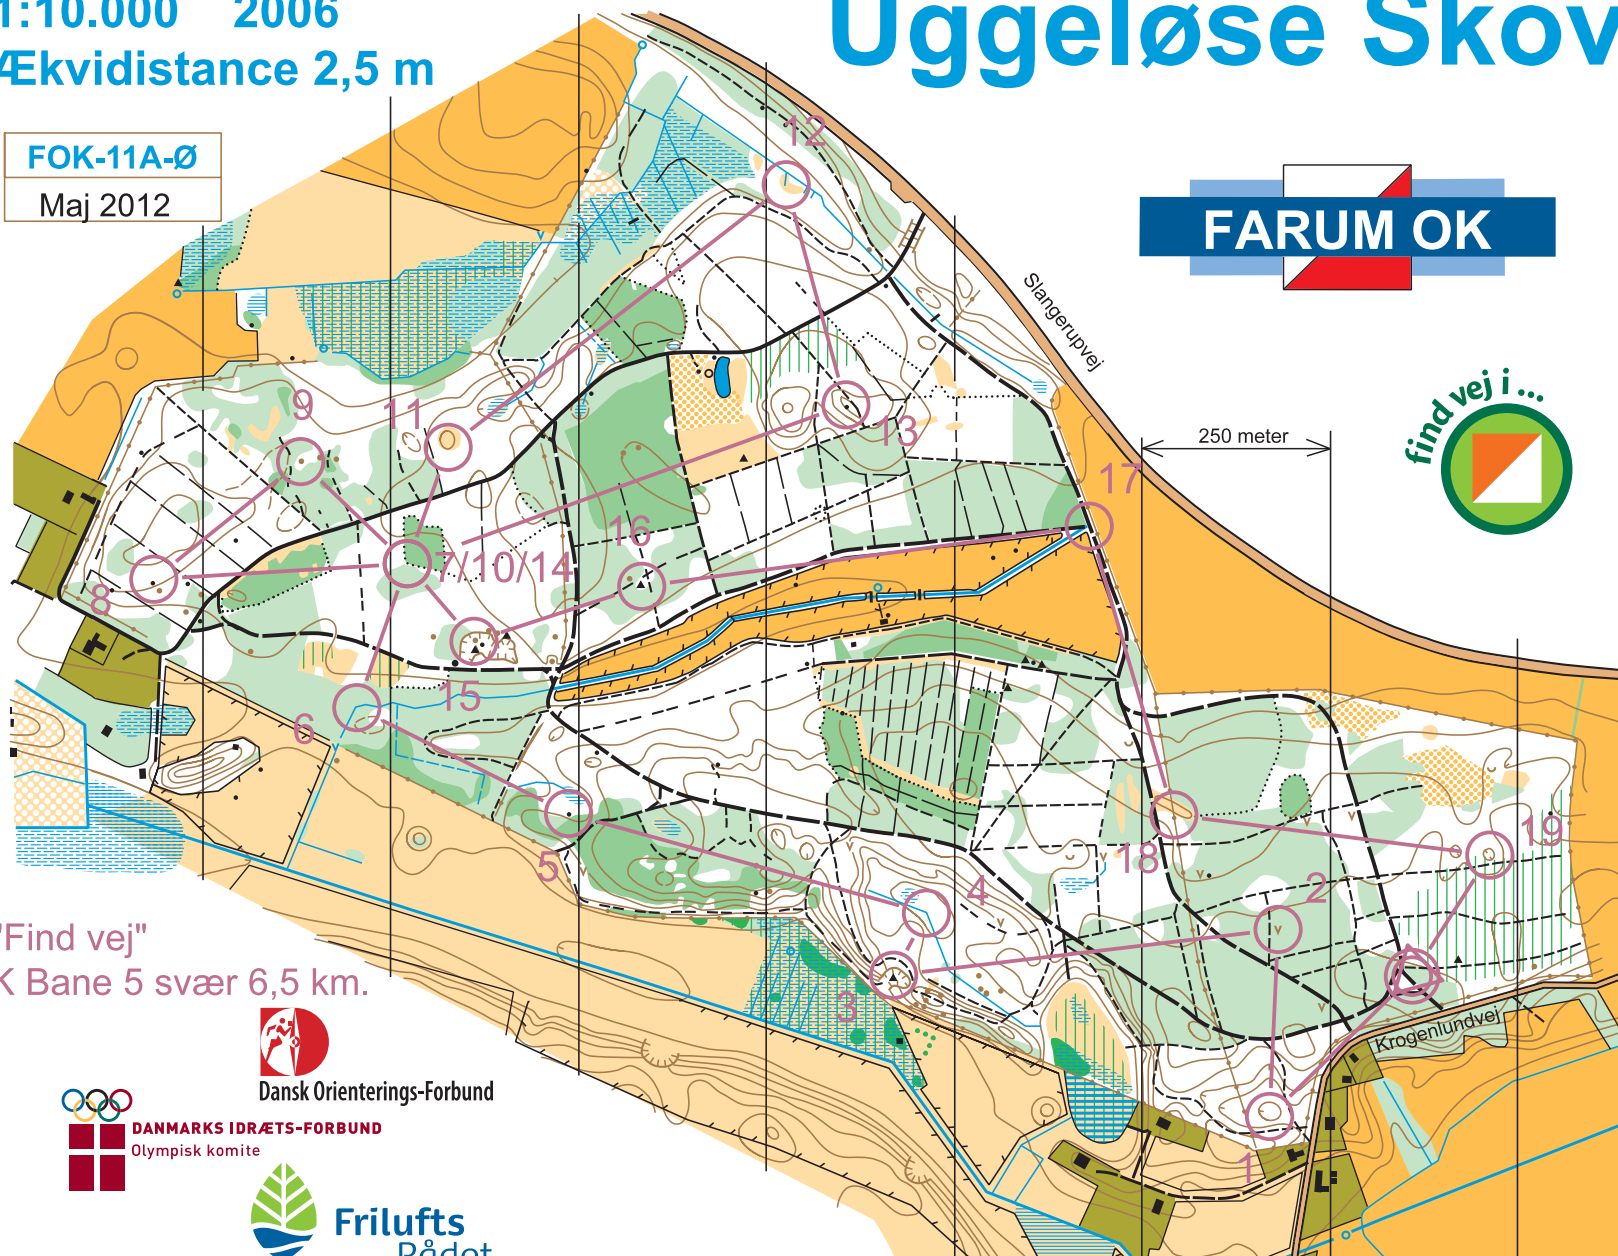 1:10.000 2006
Ækvidistance 2,5 m
Uggeløse Skov
FOK-11A-Ø
Maj 2012
FARUM OK
Slangerupvej
find vej i ...
250 meter
12
9
11
13
17
16
7/10/14
8
15
6
5
18
19
4
2
3
1
Krogenlundvej
"Find vej"
K Bane 5 svær 6,5 km.
Dansk Orienterings-Forbund
DANMARKS IDRÆTS-FORBUND
Olympisk komite
Frilufts
Rådet